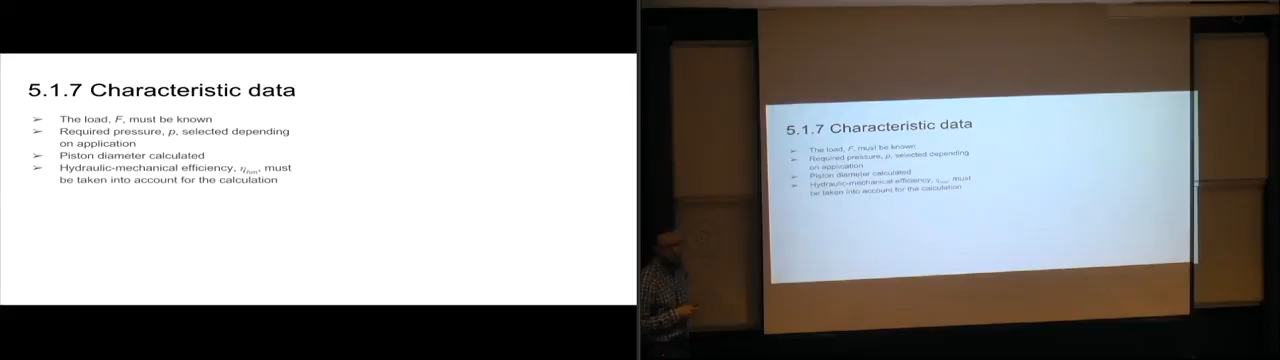 5.1.7 Characteristic data
➢ The load, F, must be known
➢ Required pressure, p, selected depending
on application
➢ Piston diameter calculated
➢ Hydraulic-mechanical efficiency, ηhm, must
be taken into account for the calculation
5.1.7 Characteristic data
➢ The load, F, must be known
➢ Required pressure, p, selected depending
on application
➢ Piston diameter calculated
➢ Hydraulic-mechanical efficiency, ηhm, must
be taken into account for the calculation